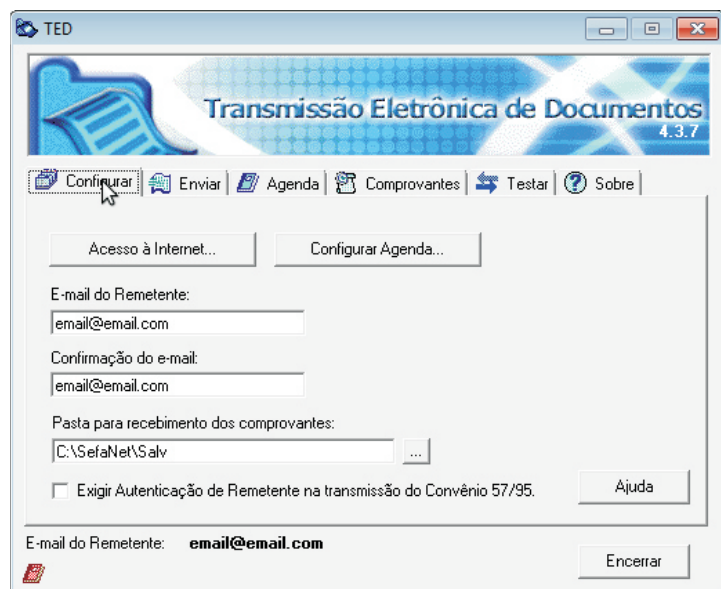 TED
Transmissão Eletrônica de Documentos
4.3.7
Configurar Enviar Agenda Comprovantes Testar Sobre
Acesso à Internet... Configurar Agenda...
E-mail do Remetente:
email@email.com
Confirmação do e-mail:
email@email.com
Pasta para recebimento dos comprovantes:
C:\SefaNet\Salv ...
Exigir Autenticação de Remetente na transmissão do Convênio 57/95.
Ajuda
E-mail do Remetente: email@email.com
Encerrar